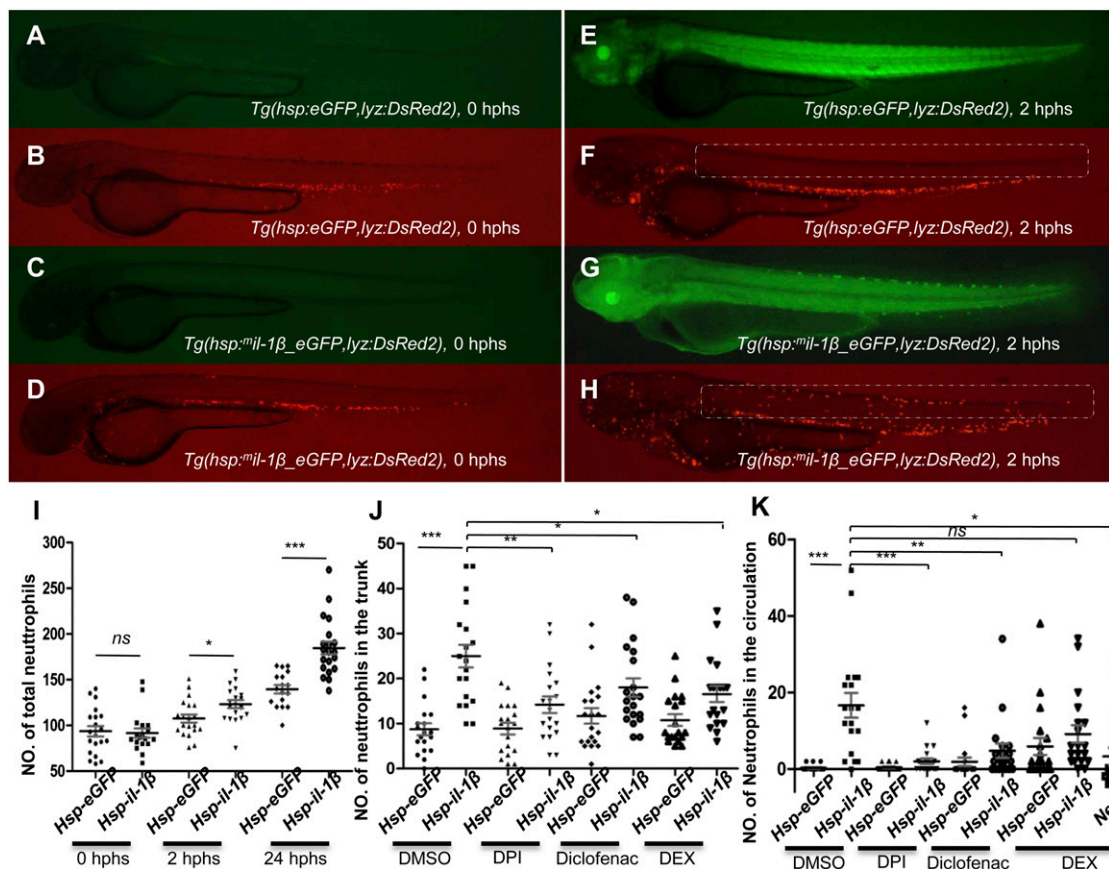 A
Tg(hsp:eGFP,lyz:DsRed2), 0 hphs
B
Tg(hsp:eGFP,lyz:DsRed2), 0 hphs
C
Tg(hsp:ᵐil-1β_eGFP,lyz:DsRed2), 0 hphs
D
Tg(hsp:ᵐil-1β_eGFP,lyz:DsRed2), 0 hphs
E
Tg(hsp:eGFP,lyz:DsRed2), 2 hphs
F
Tg(hsp:eGFP,lyz:DsRed2), 2 hphs
G
Tg(hsp:ᵐil-1β_eGFP,lyz:DsRed2), 2 hphs
H
Tg(hsp:ᵐil-1β_eGFP,lyz:DsRed2), 2 hphs
I
NO. of total neuttrophils
300
250
200
150
100
50
ns
*
***
Hsp-eGFP
Hsp-il-1β
Hsp-eGFP
Hsp-il-1β
Hsp-eGFP
Hsp-il-1β
0 hphs
2 hphs
24 hphs
J
NO. of neutrophils in the trunk
50
40
30
20
10
0
***
**
*
*
Hsp-eGFP
Hsp-il-1β
Hsp-eGFP
Hsp-il-1β
Hsp-eGFP
Hsp-il-1β
Hsp-eGFP
Hsp-il-1β
DMSO
DPI
Diclofenac
DEX
K
NO. of Neutrophils in the circulation
60
40
20
0
***
***
**
ns
*
Hsp-eGFP
Hsp-il-1β
Hsp-eGFP
Hsp-il-1β
Hsp-eGFP
Hsp-il-1β
Hsp-eGFP
Hsp-il-1β
DMSO
DPI
Diclofenac
DEX